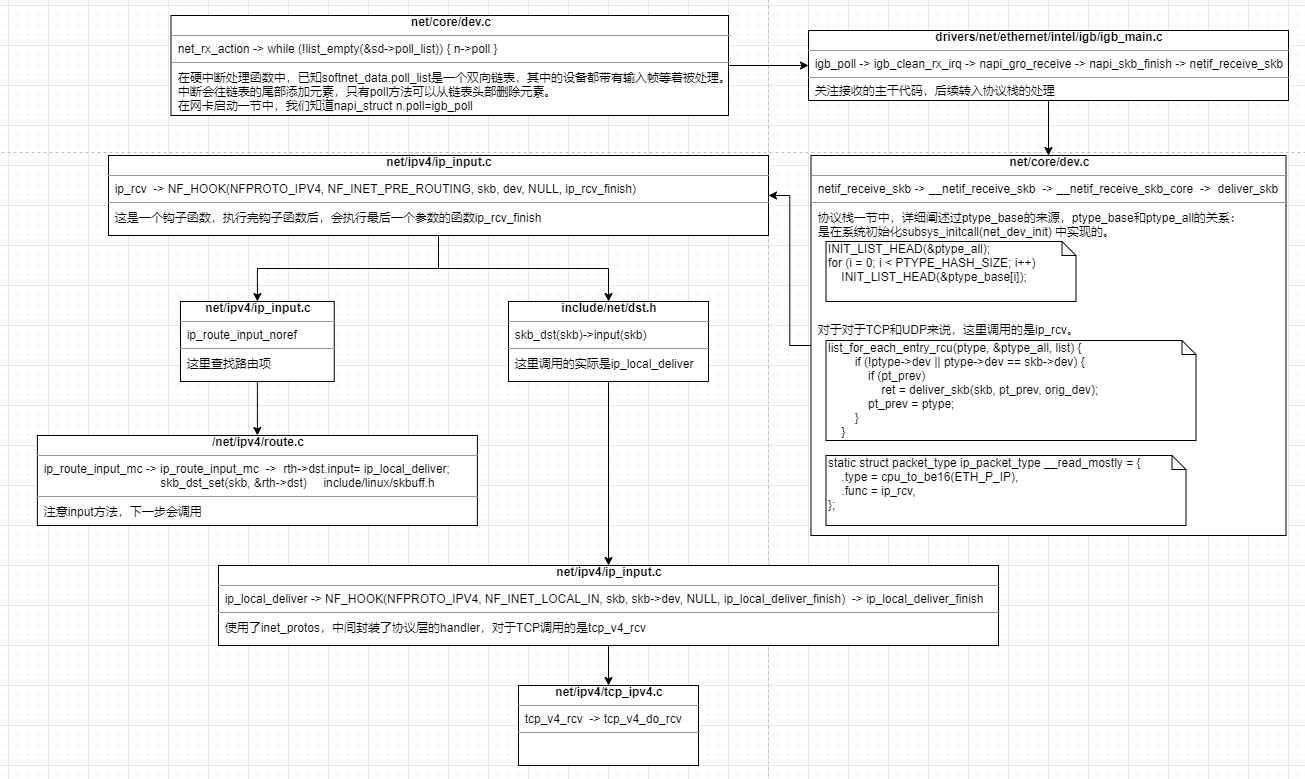 net/core/dev.c
net_rx_action -> while (!list_empty(&sd->poll_list)) { n->poll }
在硬中断处理函数中，已知softnet_data.poll_list是一个双向链表，其中的设备都带有输入帧等着被处理。
中断会往链表的尾部添加元素，只有poll方法可以从链表头部删除元素。
在网卡启动一节中，我们知道napi_struct n.poll=igb_poll
drivers/net/ethernet/intel/igb/igb_main.c
igb_poll -> igb_clean_rx_irq -> napi_gro_receive -> napi_skb_finish -> netif_receive_skb
关注接收的主干代码，后续转入协议栈的处理
net/core/dev.c
netif_receive_skb -> __netif_receive_skb -> __netif_receive_skb_core -> deliver_skb
协议栈一节中，详细阐述过ptype_base的来源，ptype_base和ptype_all的关系：
是在系统初始化subsys_initcall(net_dev_init) 中实现的。
INIT_LIST_HEAD(&ptype_all);
for (i = 0; i < PTYPE_HASH_SIZE; i++)
INIT_LIST_HEAD(&ptype_base[i]);
对于对于TCP和UDP来说，这里调用的是ip_rcv。
list_for_each_entry_rcu(ptype, &ptype_all, list) {
if (!ptype->dev || ptype->dev == skb->dev) {
if (pt_prev)
ret = deliver_skb(skb, pt_prev, orig_dev);
pt_prev = ptype;
}
}
static struct packet_type ip_packet_type __read_mostly = {
.type = cpu_to_be16(ETH_P_IP),
.func = ip_rcv,
};
net/ipv4/ip_input.c
ip_rcv -> NF_HOOK(NFPROTO_IPV4, NF_INET_PRE_ROUTING, skb, dev, NULL, ip_rcv_finish)
这是一个钩子函数，执行完钩子函数后，会执行最后一个参数的函数ip_rcv_finish
net/ipv4/ip_input.c
ip_route_input_noref
这里查找路由项
include/net/dst.h
skb_dst(skb)->input(skb)
这里调用的实际是ip_local_deliver
/net/ipv4/route.c
ip_route_input_mc -> ip_route_input_mc -> rth->dst.input= ip_local_deliver;
skb_dst_set(skb, &rth->dst) include/linux/skbuff.h
注意input方法，下一步会调用
net/ipv4/ip_input.c
ip_local_deliver -> NF_HOOK(NFPROTO_IPV4, NF_INET_LOCAL_IN, skb, skb->dev, NULL, ip_local_deliver_finish) -> ip_local_deliver_finish
使用了inet_protos，中间封装了协议层的handler，对于TCP调用的是tcp_v4_rcv
net/ipv4/tcp_ipv4.c
tcp_v4_rcv -> tcp_v4_do_rcv